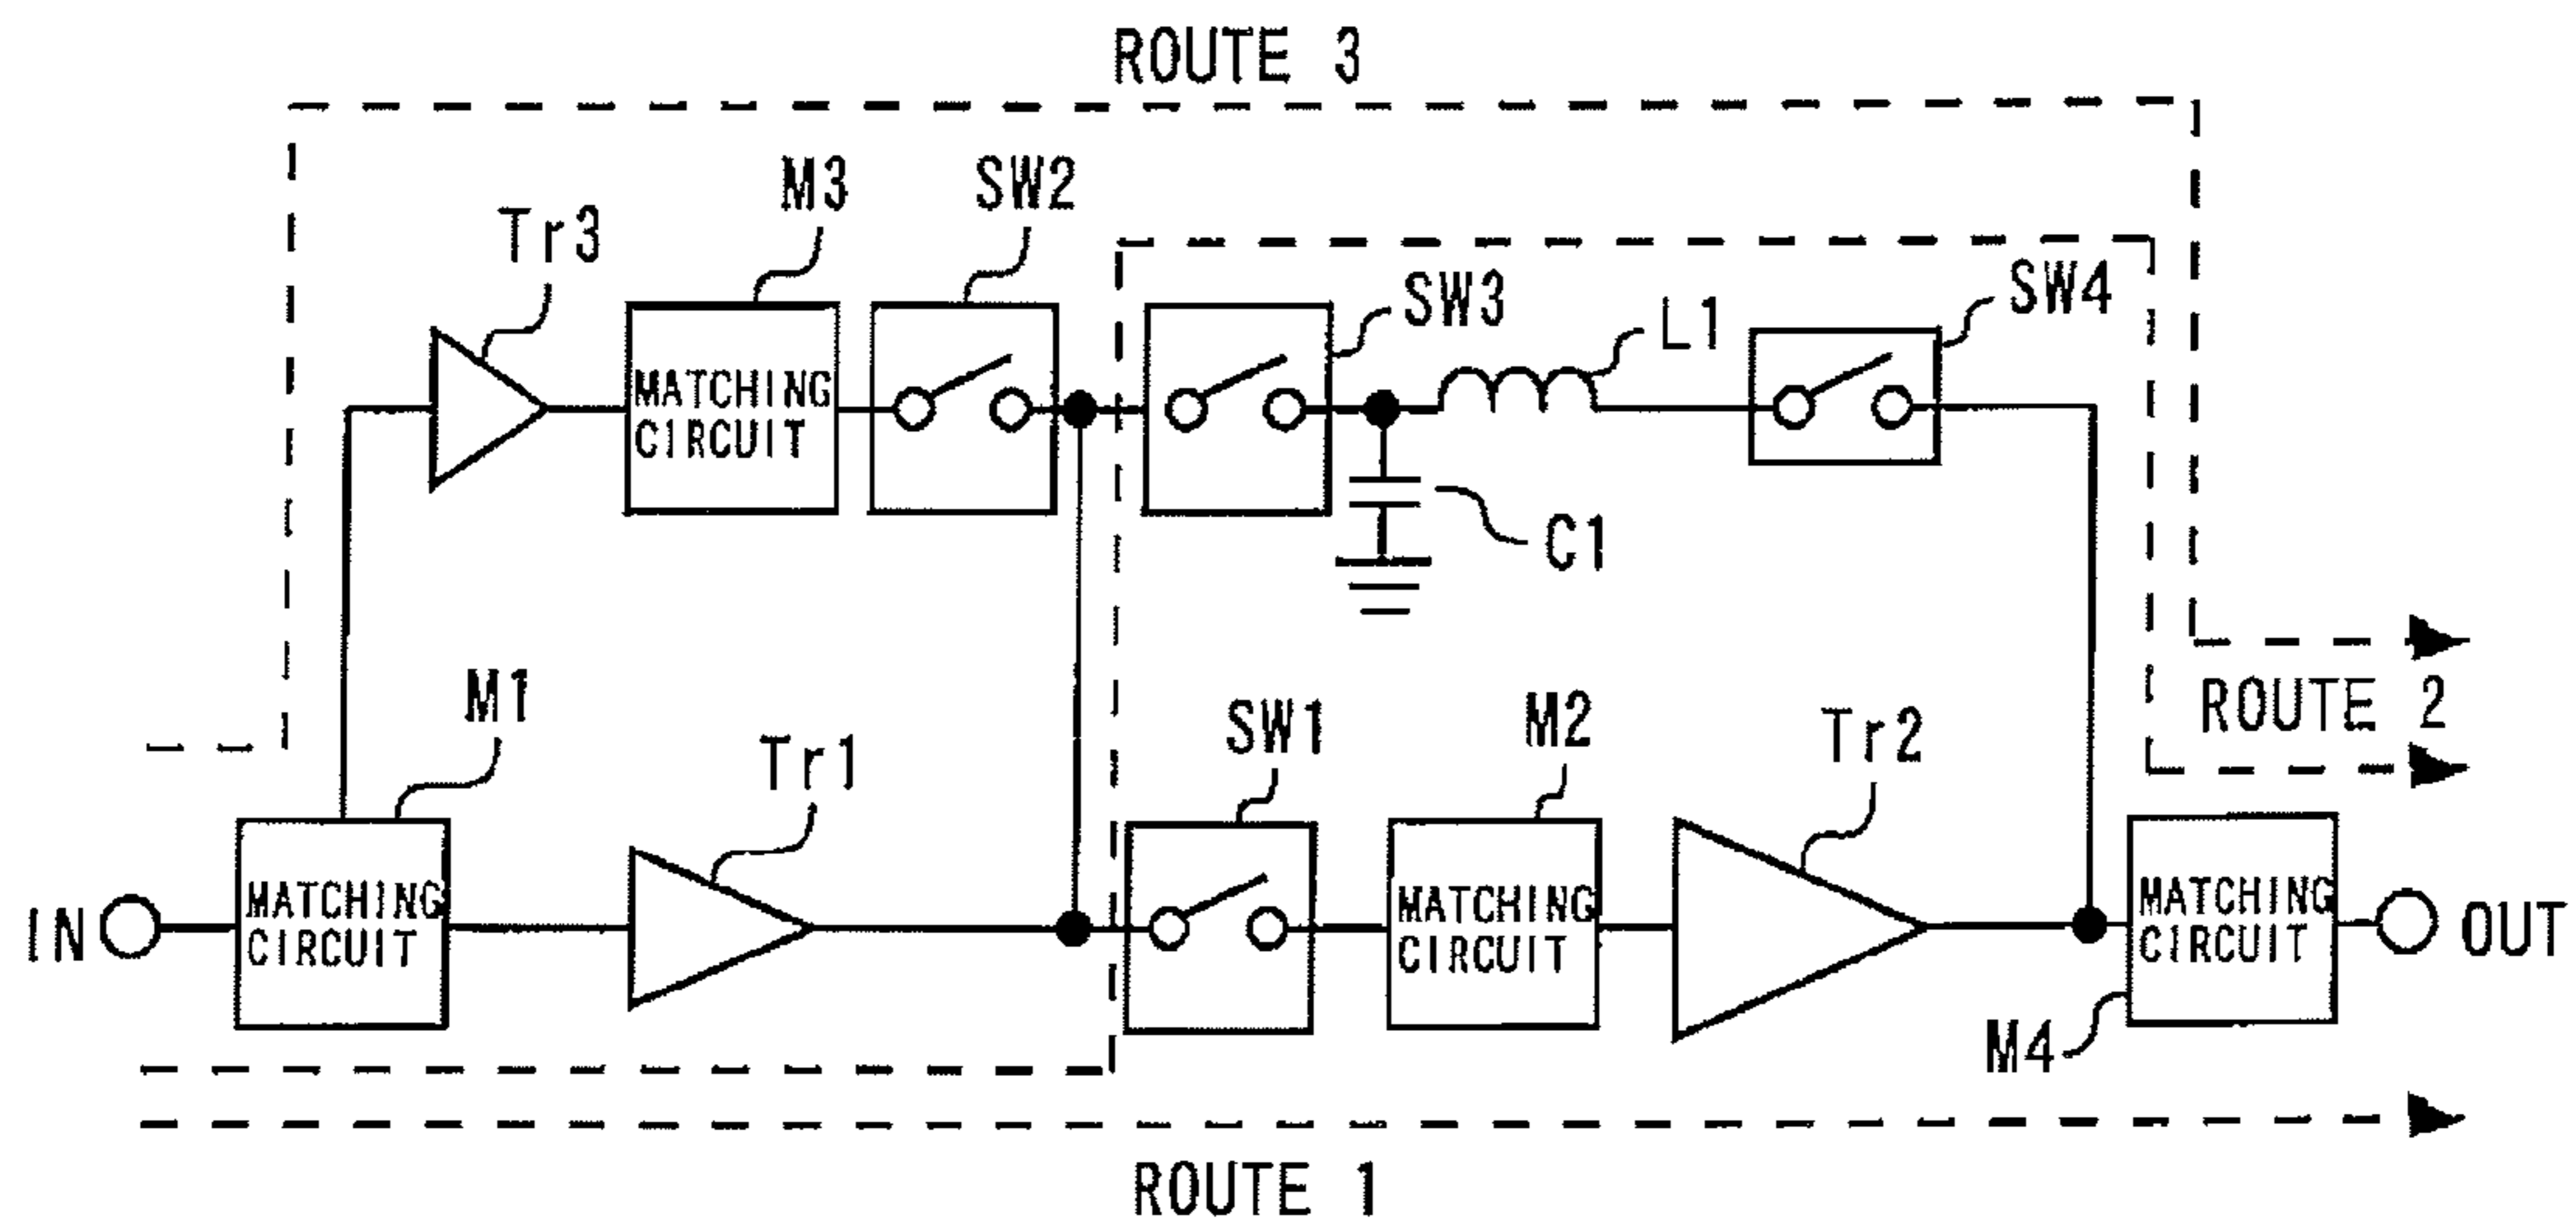 ROUTE 3
M3
SW2
Tr3
SW3
L1
SW4
MATCHING
CIRCUIT
C1
M1
Tr1
SW1
M2
Tr2
ROUTE 2
IN
MATCHING
CIRCUIT
MATCHING
CIRCUIT
MATCHING
CIRCUIT
OUT
M4
ROUTE 1